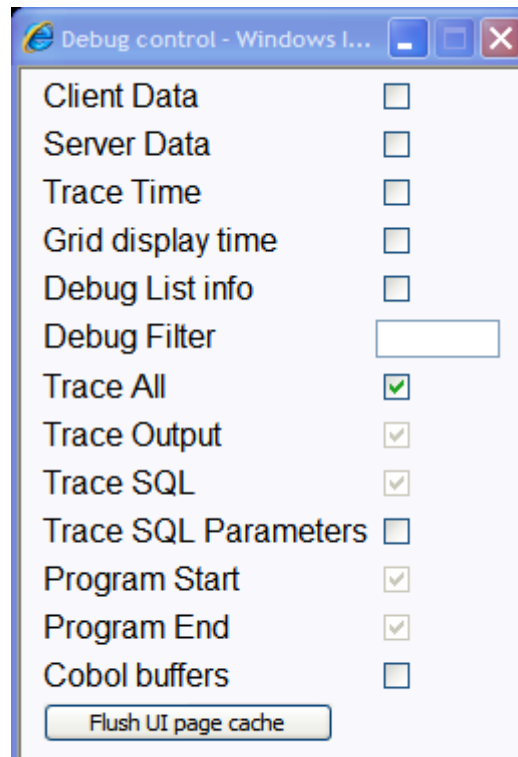 Debug control - Windows I...
Client Data
Server Data
Trace Time
Grid display time
Debug List info
Debug Filter
Trace All
Trace Output
Trace SQL
Trace SQL Parameters
Program Start
Program End
Cobol buffers
Flush UI page cache